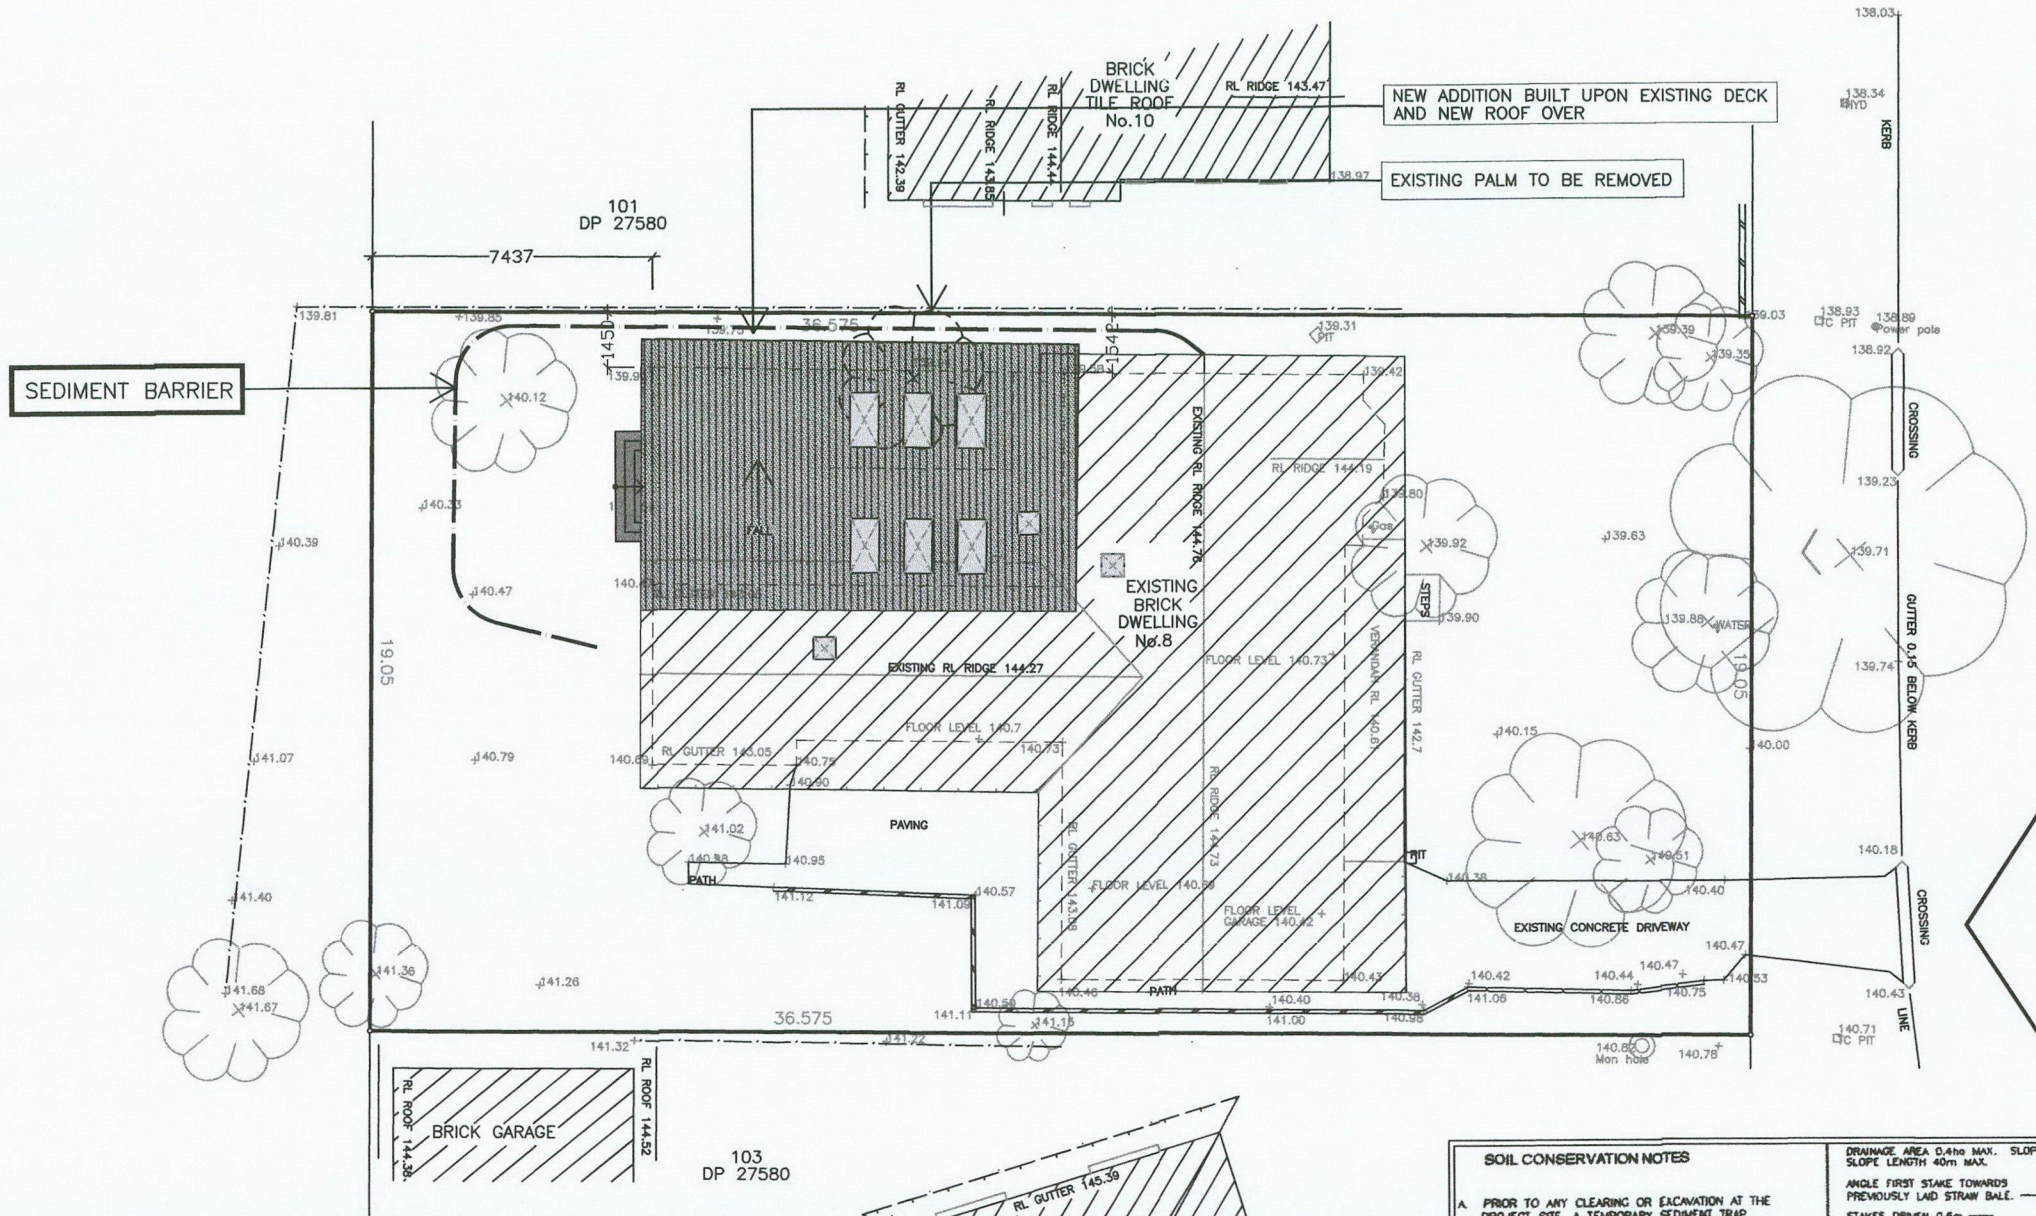 138.03
BRICK
DWELLING
TILE ROOF
No.10
RL GUTTER 142.39
RL RIDGE 143.85
RL RIDGE 144.4
RL RIDGE 143.47
NEW ADDITION BUILT UPON EXISTING DECK
AND NEW ROOF OVER
138.34
HYD
KERB
EXISTING PALM TO BE REMOVED
138.97
101
DP 27580
7437
139.81
139.85
139.75
36.575
1450
1542
139.31
PIT
139.03
138.93
TC PIT
138.89
Power pole
138.92
139.39
139.35
SEDIMENT BARRIER
140.12
139.42
CROSSING
EXISTING RL RIDGE 144.76
RL RIDGE 144.19
139.80
Gas
139.23
140.33
140.39
FALL
139.92
139.63
139.71
140.47
EXISTING
BRICK
DWELLING
No.8
STEPS
139.90
139.88
WATER
GUTTER 0.15 BELOW KERB
19.05
19.05
EXISTING RL RIDGE 144.27
FLOOR LEVEL 140.73
VERANDAH RL 140.61
RL GUTTER 142.7
139.74
FLOOR LEVEL 140.7
140.73
140.15
140.00
141.07
140.79
140.69
RL GUTTER 143.05
140.75
140.90
RL RIDGE 144.73
141.02
PAVING
RL GUTTER 143.08
140.63
140.51
140.98
140.95
PIT
140.18
PATH
141.12
141.09
140.57
FLOOR LEVEL 140.69
140.38
140.40
141.40
FLOOR LEVEL
GARAGE 140.42
EXISTING CONCRETE DRIVEWAY
CROSSING
140.47
141.36
141.26
140.43
140.42
140.44
140.47
140.53
141.68
141.67
140.46
PATH
140.50
140.40
140.38
141.06
140.86
140.75
140.43
141.11
141.15
141.00
140.98
LINE
36.575
141.32
141.22
140.82
Man hole
140.78
140.71
TC PIT
RL ROOF 144.38
BRICK GARAGE
RL ROOF 144.52
103
DP 27580
RL GUTTER 145.39
SOIL CONSERVATION NOTES
DRAINAGE AREA 0.4ha MAX. SLOP
SLOPE LENGTH 40m MAX.
ANGLE FIRST STAKE TOWARDS
PREVIOUSLY LAID STRAW BALE.
A. PRIOR TO ANY CLEARING OR EXCAVATION AT THE
PROJECT SITE, A TEMPORARY SEDIMENT TRAP
STAKES DRIVEN 0.6m